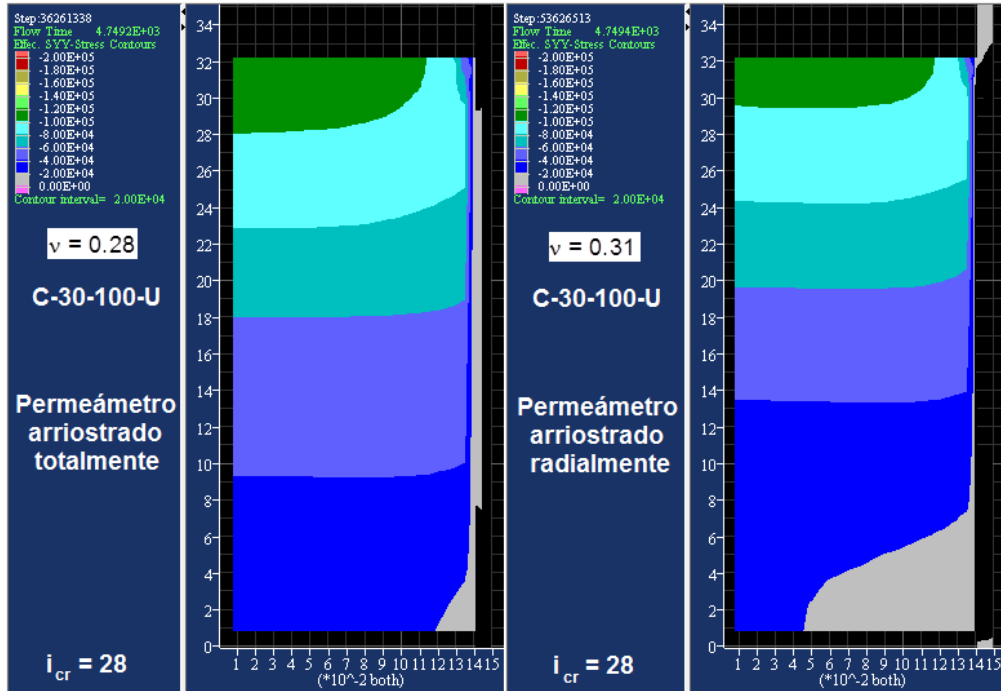 Step:36261338
Flow Time 4.7492E+03
Effec. SYY-Stress Contours
-2.00E+05
-1.80E+05
-1.60E+05
-1.40E+05
-1.20E+05
-1.00E+05
-8.00E+04
-6.00E+04
-4.00E+04
-2.00E+04
0.00E+00
Contour interval= 2.00E+04
ν = 0.28
C-30-100-U
Permeámetro
arriostrado
totalmente
i cr = 28
34
32
30
28
26
24
22
20
18
16
14
12
10
8
6
4
2
0
1 2 3 4 5 6 7 8 9 10 11 12 13 14 15
(*10^-2 both)
Step:53626513
Flow Time 4.7494E+03
Effec. SYY-Stress Contours
-2.00E+05
-1.80E+05
-1.60E+05
-1.40E+05
-1.20E+05
-1.00E+05
-8.00E+04
-6.00E+04
-4.00E+04
-2.00E+04
0.00E+00
Contour interval= 2.00E+04
ν = 0.31
C-30-100-U
Permeámetro
arriostrado
radialmente
i cr = 28
34
32
30
28
26
24
22
20
18
16
14
12
10
8
6
4
2
0
1 2 3 4 5 6 7 8 9 10 11 12 13 14 15
(*10^-2 both)